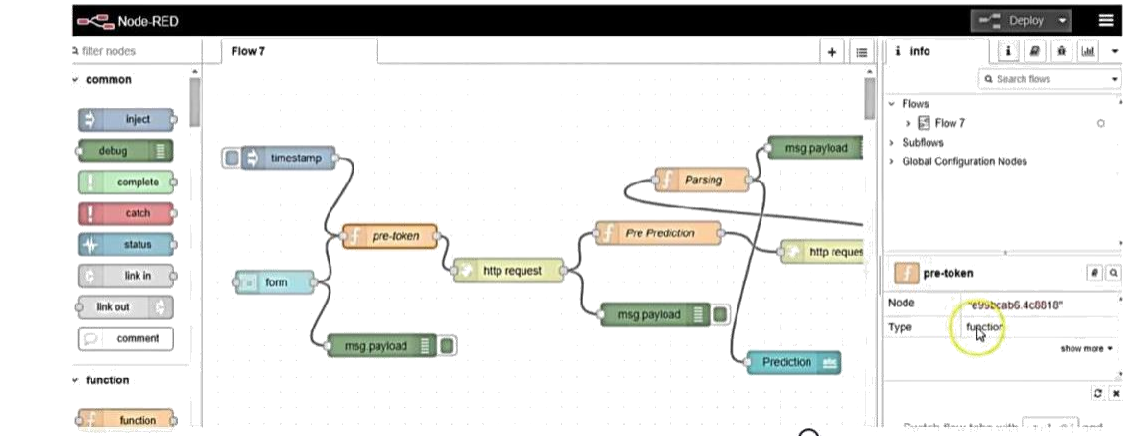 Node-RED
Deploy
filter nodes
Flow 7
info
Search flows
common
Flows
Flow 7
Subflows
Global Configuration Nodes
inject
debug
complete
catch
status
link in
link out
comment
function
function
timestamp
form
pre-token
msg.payload
http request
Parsing
msg.payload
Pre Prediction
http reques
msg.payload
Prediction
abc
pre-token
Node
Type
function
show more